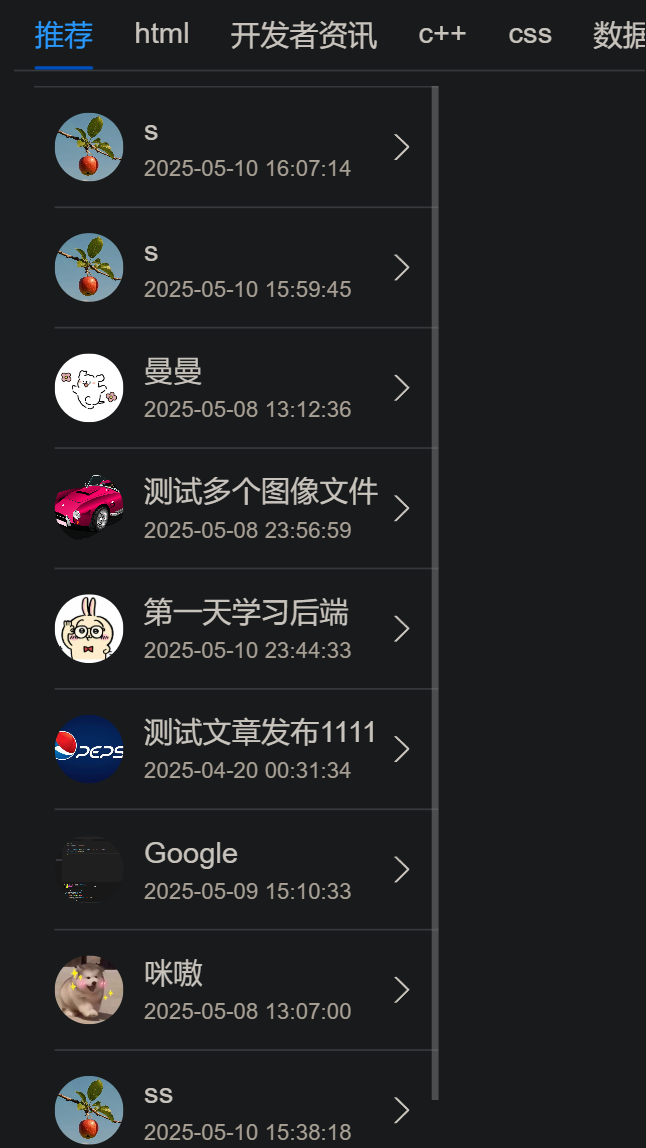 推荐 html 开发者资讯 c++ css 数据
s
2025-05-10 16:07:14
s
2025-05-10 15:59:45
曼曼
2025-05-08 13:12:36
测试多个图像文件
2025-05-08 23:56:59
第一天学习后端
2025-05-10 23:44:33
测试文章发布1111
PEPS
2025-04-20 00:31:34
Google
2025-05-09 15:10:33
咪嗷
2025-05-08 13:07:00
ss
2025-05-10 15:38:18